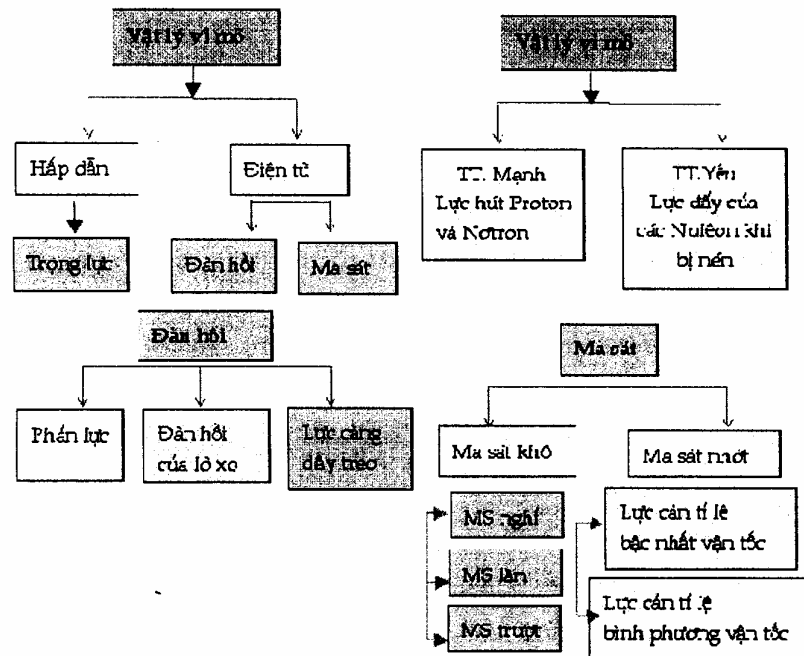 Vật lý vĩ mô
Vật lý vi mô
Hấp dẫn
Điện từ
TT. Mạnh
Lực hút Proton
và Nơtron
TT.Yếu
Lực đẩy của
các Nuleon khi
bị nén
Trọng lực
Đàn hồi
Ma sát
Đàn hồi
Ma sát
Phản lực
Đàn hồi
của lò xo
Lực căng
dây treo
Ma sát khô
Ma sát nhớt
MS nghỉ
MS lăn
MS trượt
Lực cản tỉ lệ
bậc nhất vận tốc
Lực cản tỉ lệ
bình phương vận tốc